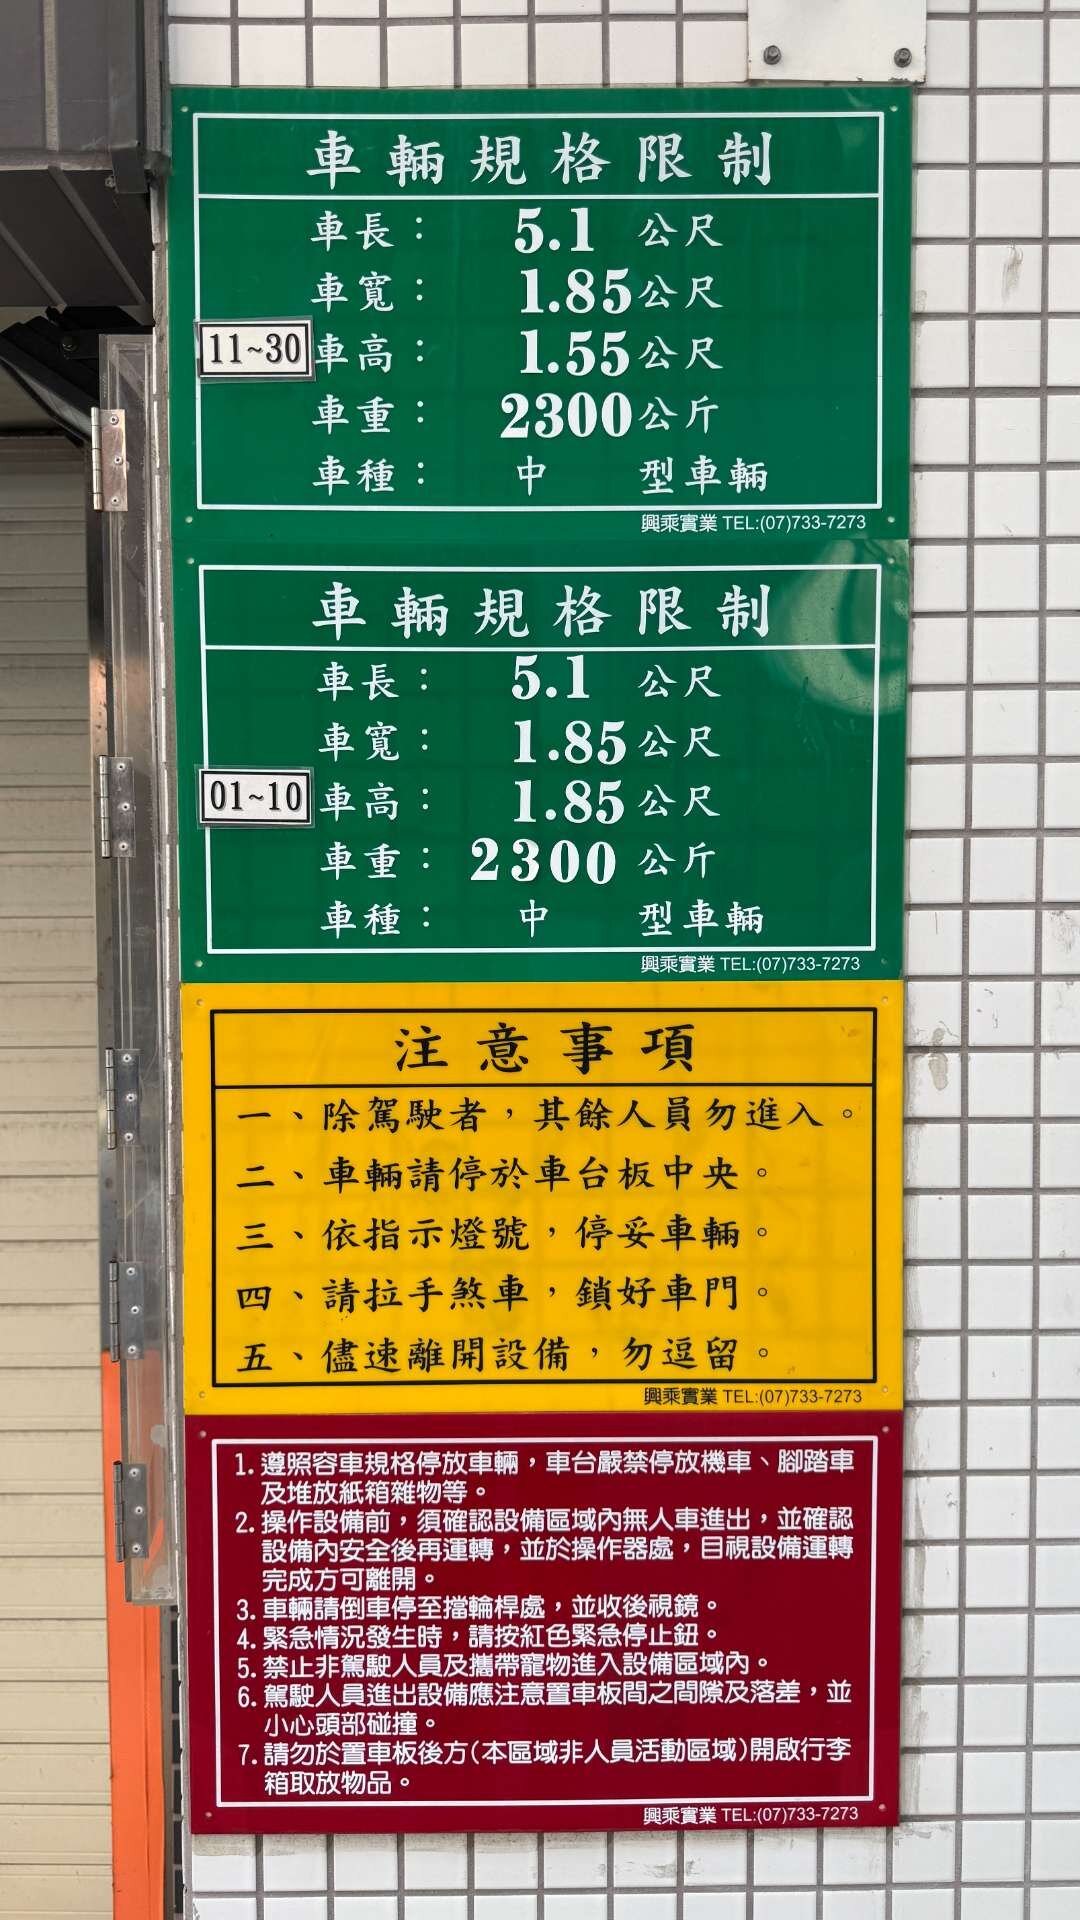 車輛規格限制
車長：5.1 公尺
車寬：1.85公尺
11~30 車高：1.55公尺
車重：2300公斤
車種：中 型車輛
興乘實業 TEL:(07)733-7273
車輛規格限制
車長：5.1 公尺
車寬：1.85公尺
01~10 車高：1.85公尺
車重：2300公斤
車種：中 型車輛
興乘實業 TEL:(07)733-7273
注意事項
一、除駕駛者，其餘人員勿進入。
二、車輛請停於車台板中央。
三、依指示燈號，停妥車輛。
四、請拉手煞車，鎖好車門。
五、儘速離開設備，勿逗留。
興乘實業 TEL:(07)733-7273
1. 遵照容車規格停放車輛，車台嚴禁停放機車、腳踏車
及堆放紙箱雜物等。
2. 操作設備前，須確認設備區域內無人車進出，並確認
設備內安全後再運轉，並於操作器處，目視設備運轉
完成方可離開。
3. 車輛請倒車停至擋輪桿處，並收後視鏡。
4. 緊急情況發生時，請按紅色緊急停止鈕。
5. 禁止非駕駛人員及攜帶寵物進入設備區域內。
6. 駕駛人員進出設備應注意置車板間之間隙及落差，並
小心頭部碰撞。
7. 請勿於置車板後方(本區域非人員活動區域)開啟行李
箱取放物品。
興乘實業 TEL:(07)733-7273